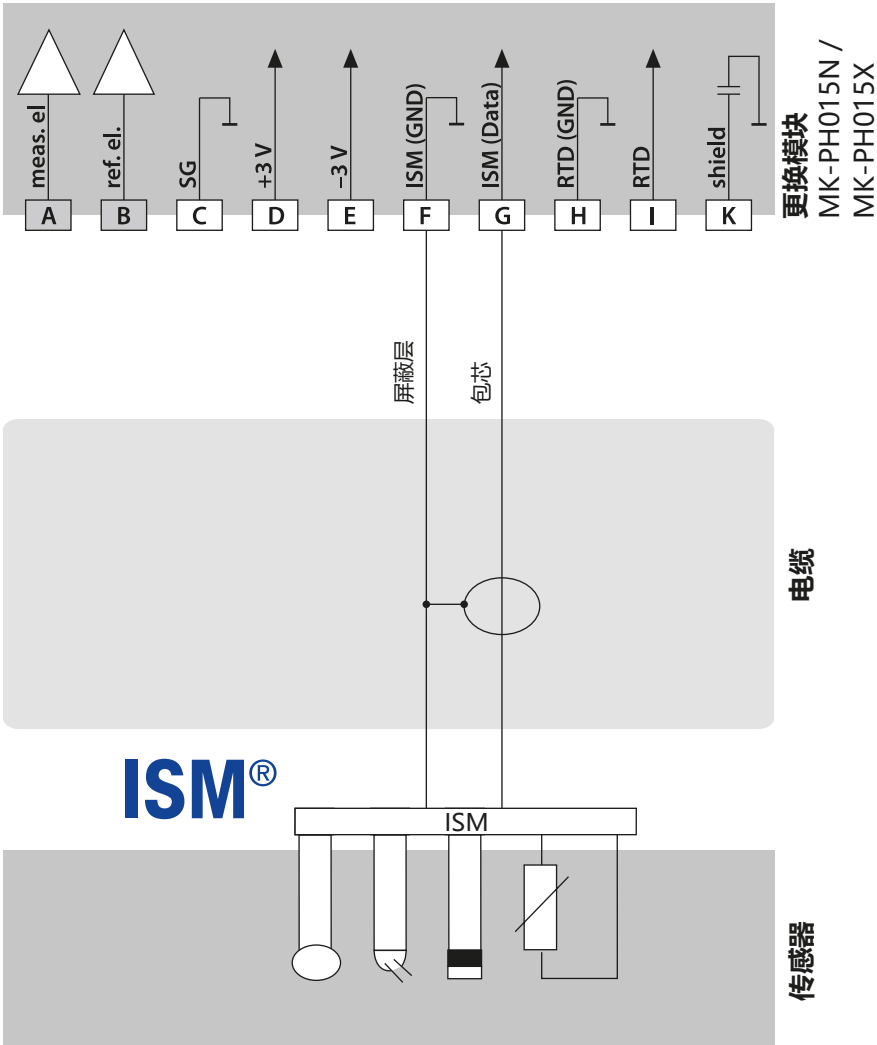 meas. el
ref. el.
SG
+3 V
–3 V
ISM (GND)
ISM (Data)
RTD (GND)
RTD
shield
A
B
C
D
E
F
G
H
I
K
更换模块
MK-PH015N /
MK-PH015X
屏蔽层
包芯
电缆
ISM®
ISM
传感器